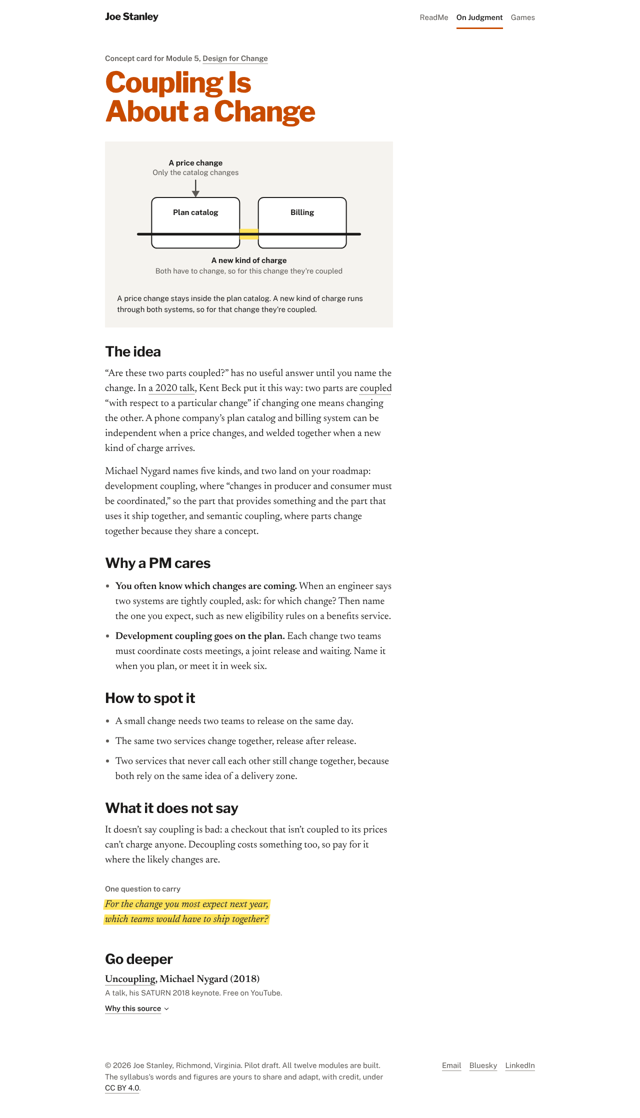 Joe Stanley
ReadMe On Judgment Games
Concept card for Module 5, Design for Change
Coupling Is
About a Change
A price change
Only the catalog changes
Plan catalog
Billing
A new kind of charge
Both have to change, so for this change they’re coupled
A price change stays inside the plan catalog. A new kind of charge runs
through both systems, so for that change they’re coupled.
The idea
“Are these two parts coupled?” has no useful answer until you name the
change. In a 2020 talk, Kent Beck put it this way: two parts are coupled
“with respect to a particular change” if changing one means changing
the other. A phone company’s plan catalog and billing system can be
independent when a price changes, and welded together when a new
kind of charge arrives.
Michael Nygard names five kinds, and two land on your roadmap:
development coupling, where “changes in producer and consumer must
be coordinated,” so the part that provides something and the part that
uses it ship together, and semantic coupling, where parts change
together because they share a concept.
Why a PM cares
• You often know which changes are coming. When an engineer says
two systems are tightly coupled, ask: for which change? Then name
the one you expect, such as new eligibility rules on a benefits service.
• Development coupling goes on the plan. Each change two teams
must coordinate costs meetings, a joint release and waiting. Name it
when you plan, or meet it in week six.
How to spot it
• A small change needs two teams to release on the same day.
• The same two services change together, release after release.
• Two services that never call each other still change together, because
both rely on the same idea of a delivery zone.
What it does not say
It doesn’t say coupling is bad: a checkout that isn’t coupled to its prices
can’t charge anyone. Decoupling costs something too, so pay for it
where the likely changes are.
One question to carry
For the change you most expect next year,
which teams would have to ship together?
Go deeper
Uncoupling, Michael Nygard (2018)
A talk, his SATURN 2018 keynote. Free on YouTube.
Why this source
© 2026 Joe Stanley, Richmond, Virginia. Pilot draft. All twelve modules are built.
The syllabus’s words and figures are yours to share and adapt, with credit, under
CC BY 4.0.
Email Bluesky LinkedIn